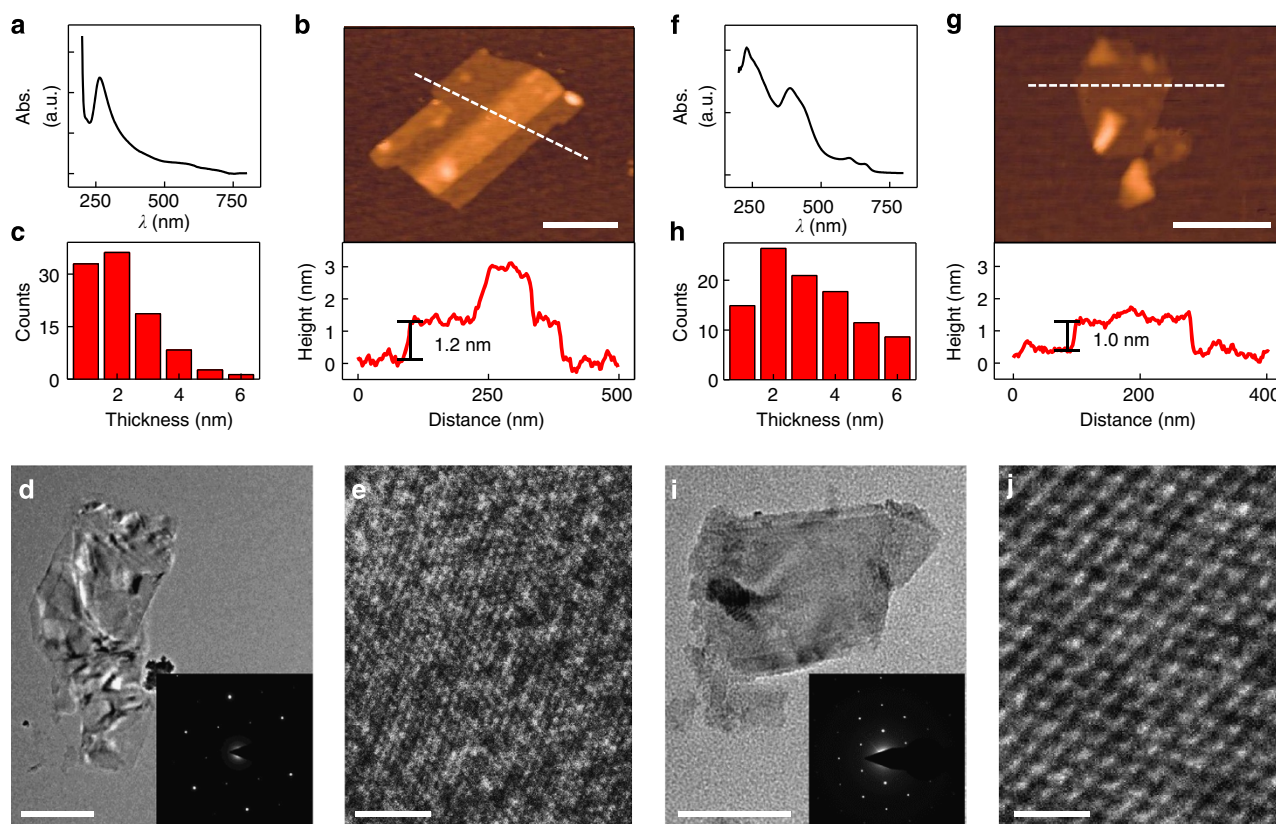 a
Abs.
(a.u.)
250
500
750
λ (nm)
b
c
Counts
30
15
0
2
4
6
Thickness (nm)
Height (nm)
3
2
1
0
1.2 nm
0
250
500
Distance (nm)
f
Abs.
(a.u.)
250
500
750
λ (nm)
g
h
Counts
20
10
0
2
4
6
Thickness (nm)
Height (nm)
3
2
1
0
1.0 nm
0
200
400
Distance (nm)
d
e
i
j